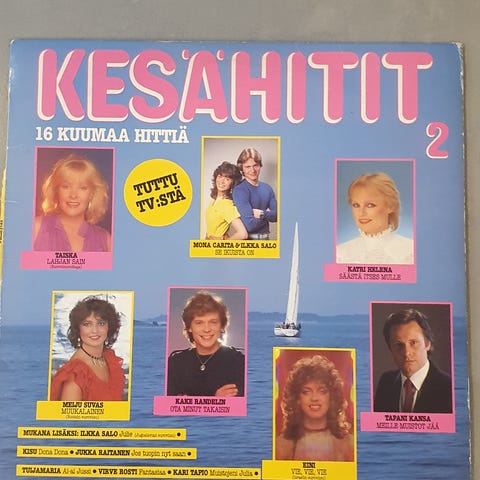 KESÄHITIT 2
16 KUUMAA HITTIÄ
TUTTU
TV:STÄ
TAISKA
LAHJAN SAIN
MONA CARITA & ILKKA SALO
SE IKUISTA ON
KATRI HELENA
SÄÄSTÄ ITSES MULLE
MEIJU SUVAS
MUUKALAINEN
KAKE RANDELIN
OTA MINUT TAKAISIN
EINI
VIE, VIE, VIE
TAPANI KANSA
MEILLE MUISTOT JÄÄ
MUKANA LISÄKSI: ILKKA SALO Julie •
KISU Dona Dona • JUKKA RAITANEN Jos tuopin nyt saan •
TUIJAMARIA Ai-ai Jussi • VIRVE ROSTI Fantasiaa • KARI TAPIO Muistojeni Julia •